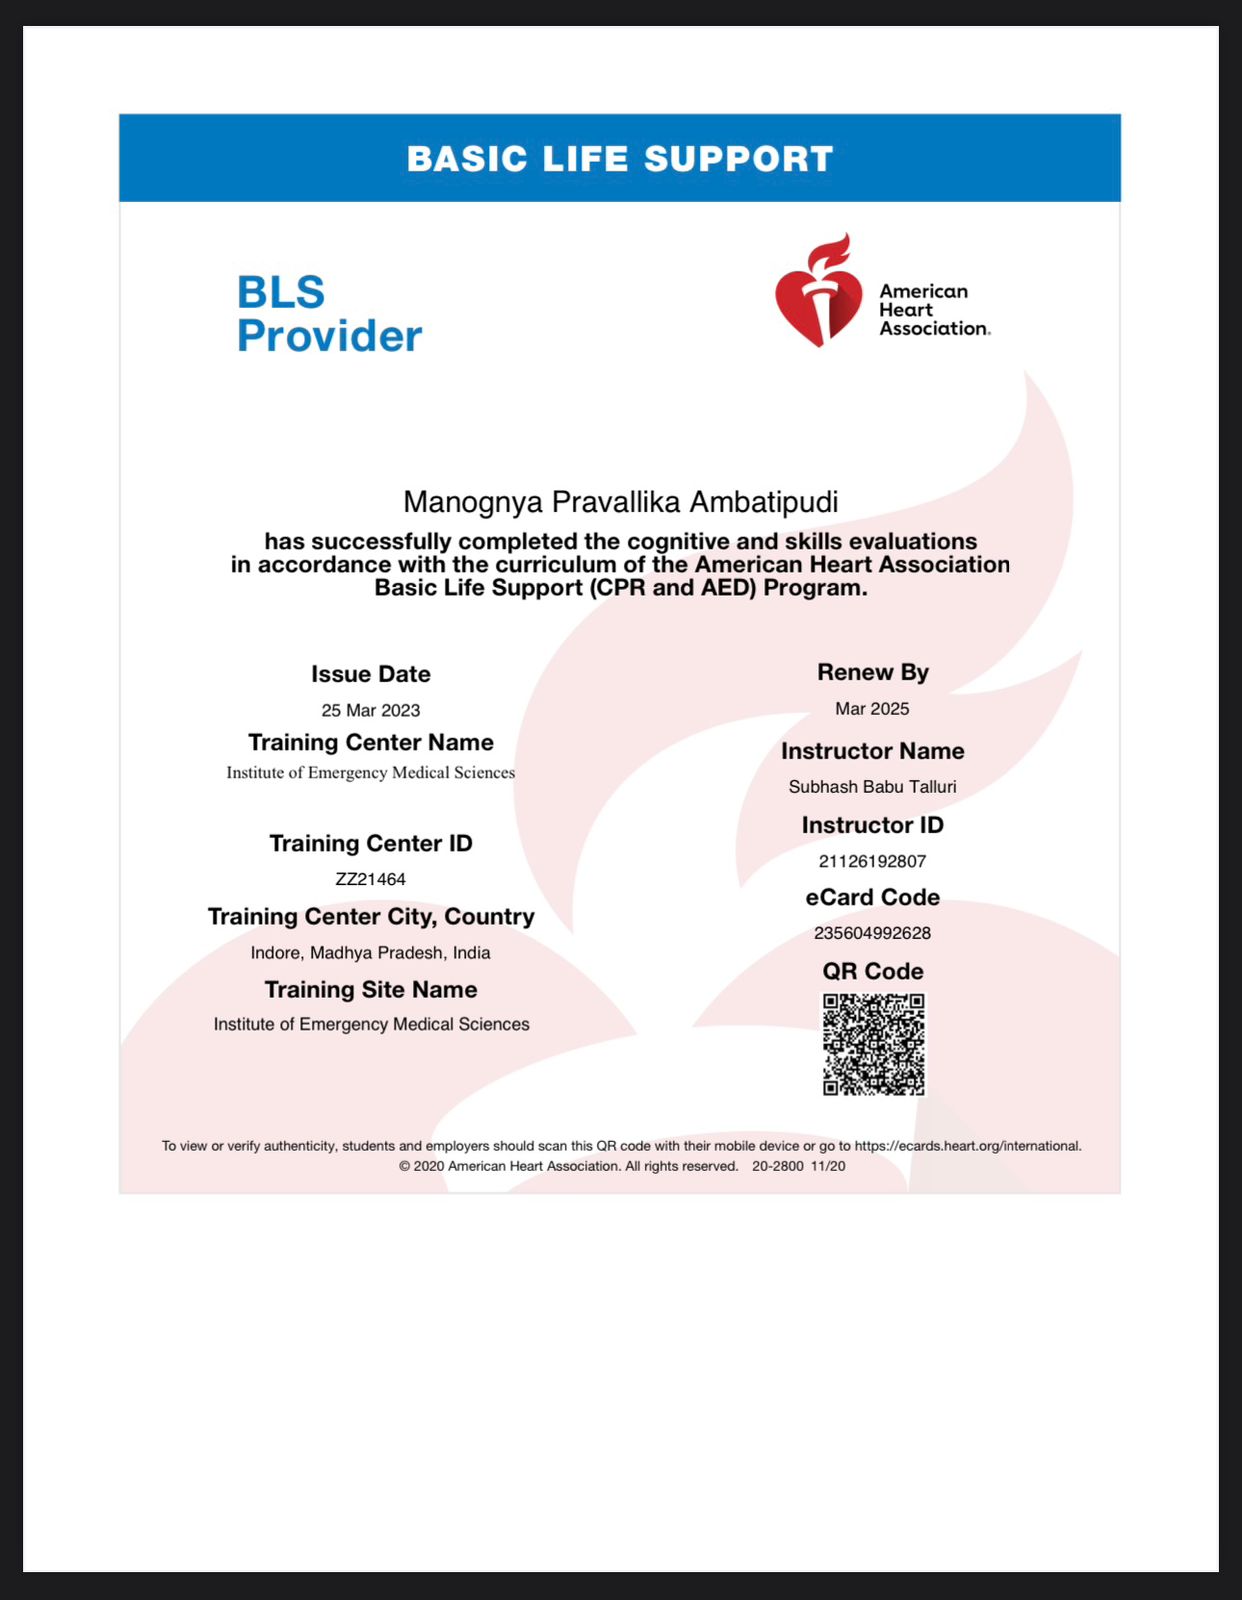 BASIC LIFE SUPPORT
BLS
Provider
American
Heart
Association.
Manognya Pravallika Ambatipudi
has successfully completed the cognitive and skills evaluations
in accordance with the curriculum of the American Heart Association
Basic Life Support (CPR and AED) Program.
Issue Date
25 Mar 2023
Training Center Name
Institute of Emergency Medical Sciences
Training Center ID
ZZ21464
Training Center City, Country
Indore, Madhya Pradesh, India
Training Site Name
Institute of Emergency Medical Sciences
Renew By
Mar 2025
Instructor Name
Subhash Babu Talluri
Instructor ID
21126192807
eCard Code
235604992628
QR Code
To view or verify authenticity, students and employers should scan this QR code with their mobile device or go to https://ecards.heart.org/international.
© 2020 American Heart Association. All rights reserved. 20-2800 11/20